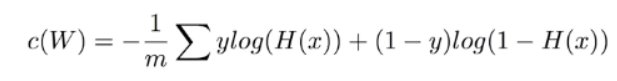 c(W) = -\frac{1}{m} \sum ylog(H(x)) + (1 - y)log(1 - H(x))